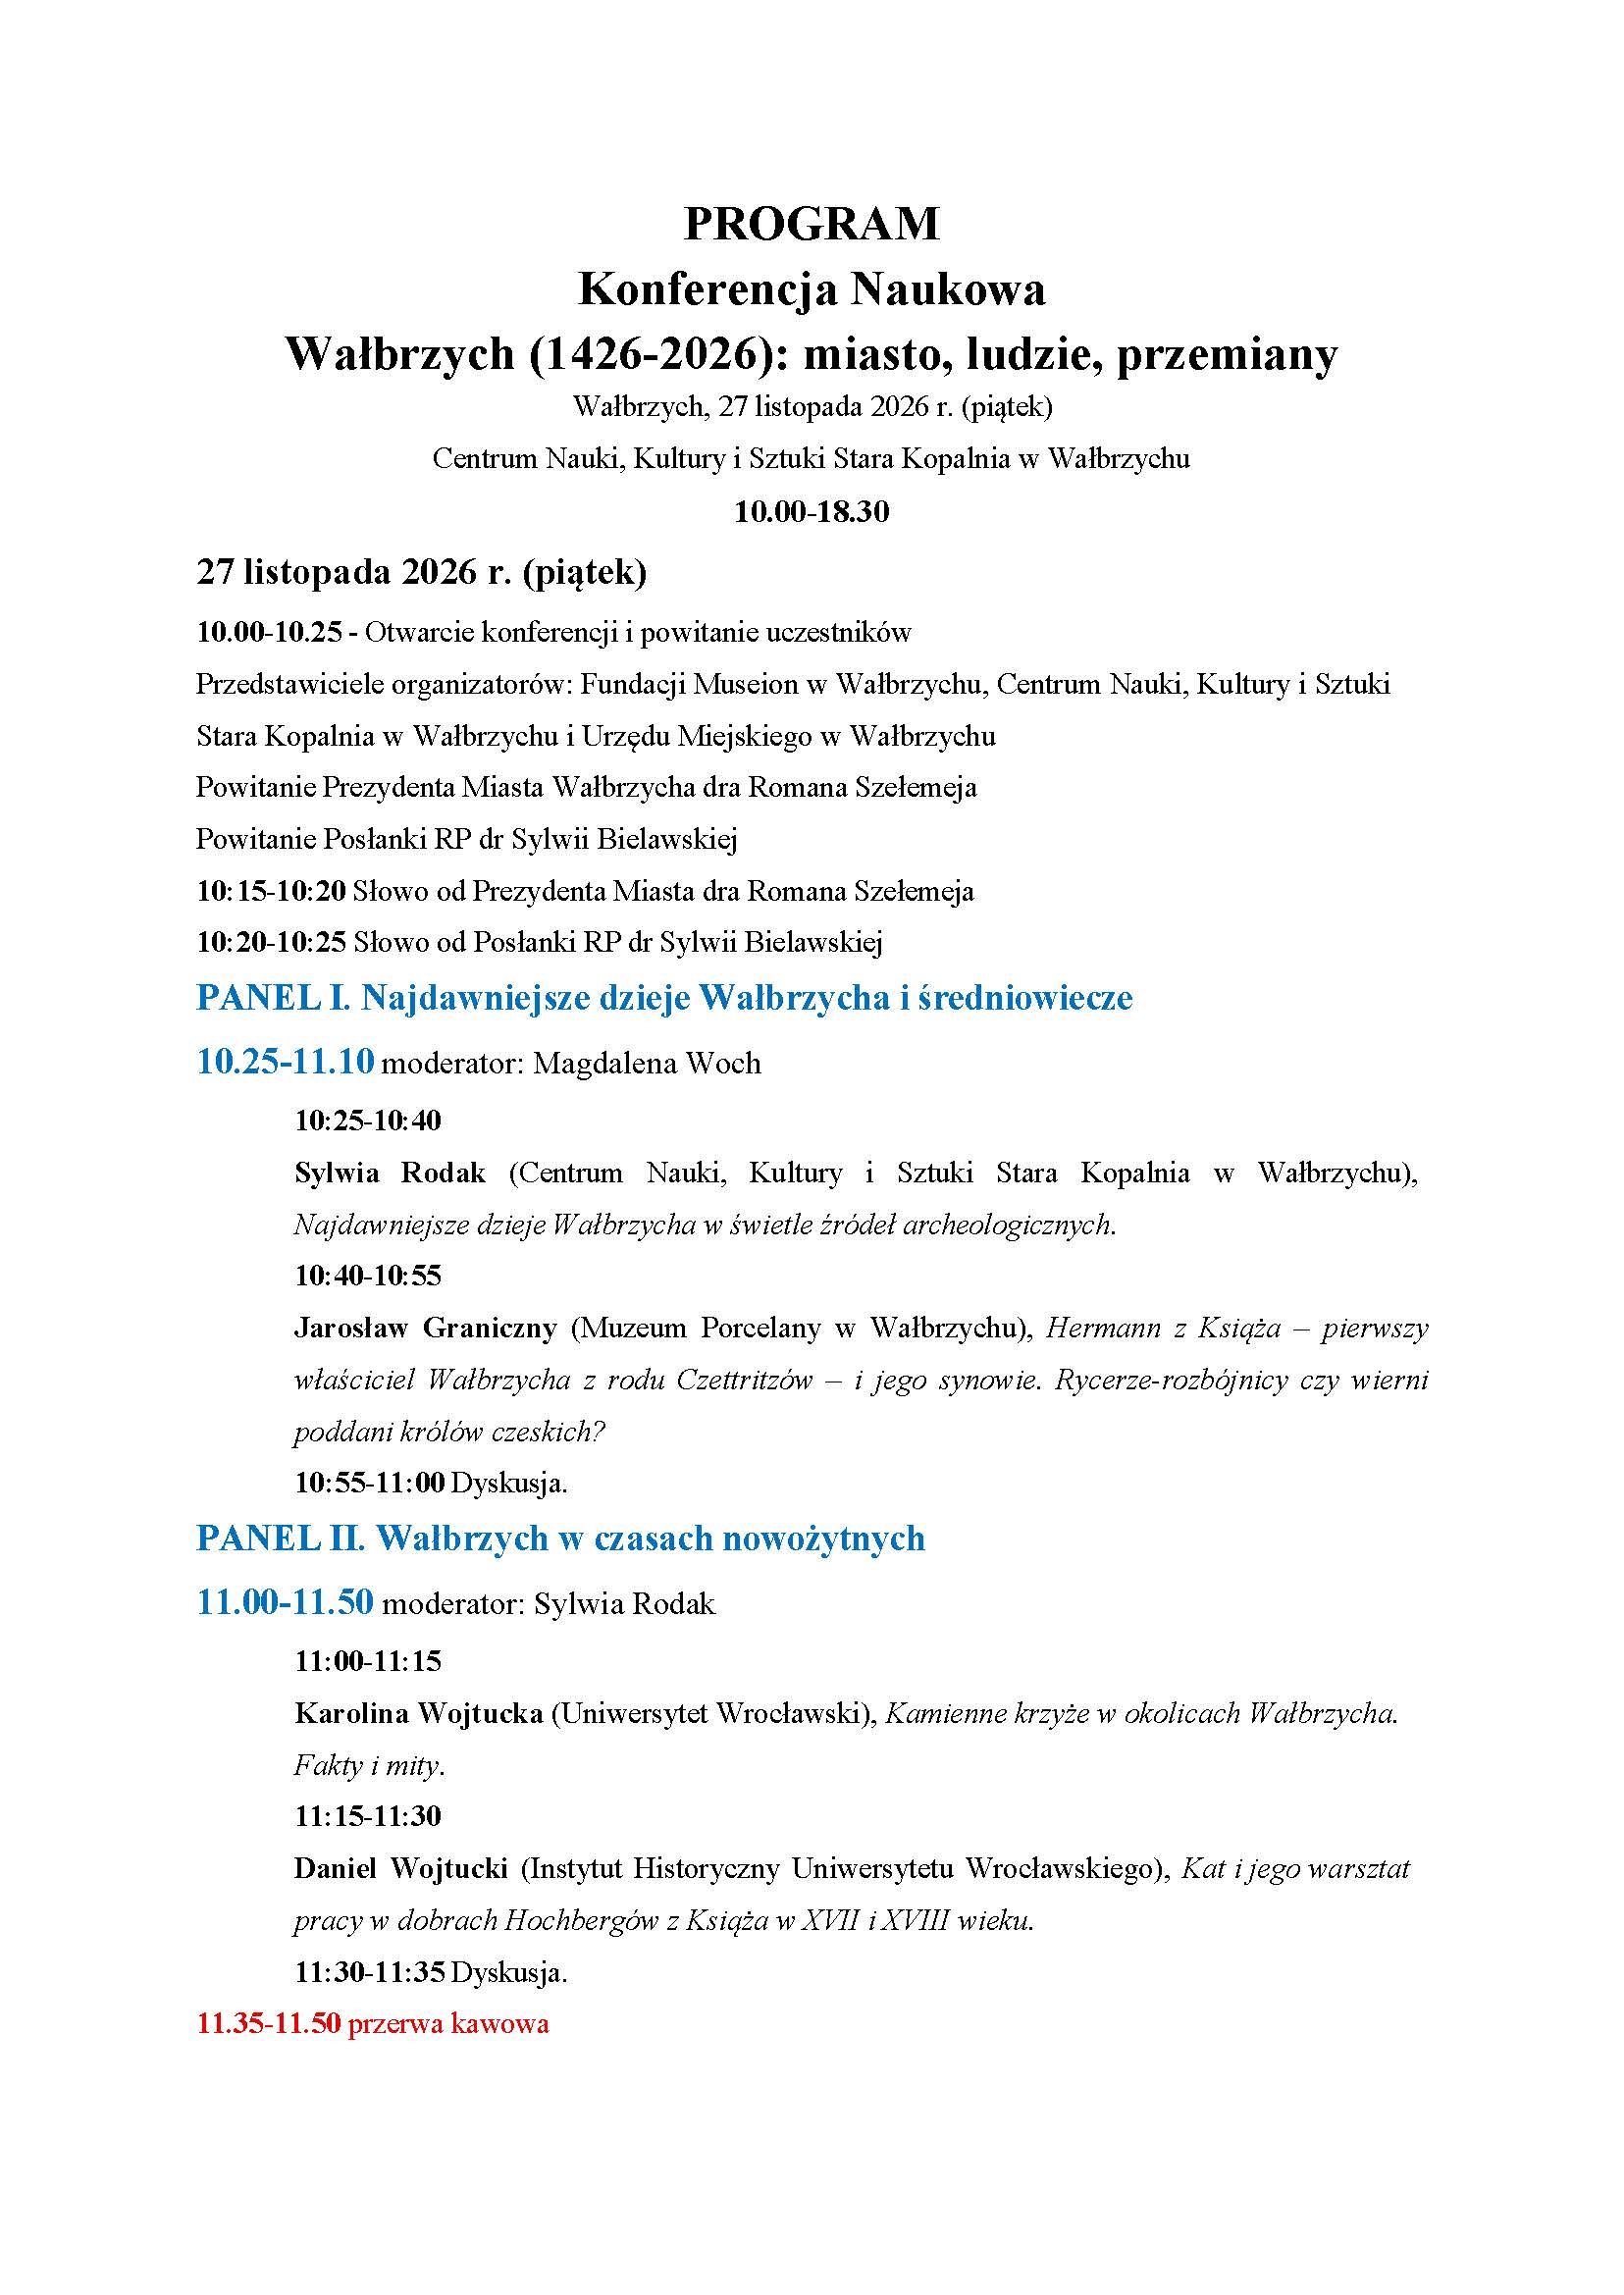 PROGRAM
Konferencja Naukowa
Wałbrzych (1426-2026): miasto, ludzie, przemiany
Wałbrzych, 27 listopada 2026 r. (piątek)
Centrum Nauki, Kultury i Sztuki Stara Kopalnia w Wałbrzychu
10.00-18.30
27 listopada 2026 r. (piątek)
10.00-10.25 - Otwarcie konferencji i powitanie uczestników
Przedstawiciele organizatorów: Fundacji Museion w Wałbrzychu, Centrum Nauki, Kultury i Sztuki
Stara Kopalnia w Wałbrzychu i Urzędu Miejskiego w Wałbrzychu
Powitanie Prezydenta Miasta Wałbrzycha dra Romana Szełemeja
Powitanie Posłanki RP dr Sylwii Bielawskiej
10:15-10:20 Słowo od Prezydenta Miasta dra Romana Szełemeja
10:20-10:25 Słowo od Posłanki RP dr Sylwii Bielawskiej
PANEL I. Najdawniejsze dzieje Wałbrzycha i średniowiecze
10.25-11.10 moderator: Magdalena Woch
10:25-10:40
Sylwia Rodak (Centrum Nauki, Kultury i Sztuki Stara Kopalnia w Wałbrzychu),
Najdawniejsze dzieje Wałbrzycha w świetle źródeł archeologicznych.
10:40-10:55
Jarosław Graniczny (Muzeum Porcelany w Wałbrzychu), Hermann z Książa – pierwszy
właściciel Wałbrzycha z rodu Czettritzów – i jego synowie. Rycerze-rozbójnicy czy wierni
poddani królów czeskich?
10:55-11:00 Dyskusja.
PANEL II. Wałbrzych w czasach nowożytnych
11.00-11.50 moderator: Sylwia Rodak
11:00-11:15
Karolina Wojtucka (Uniwersytet Wrocławski), Kamienne krzyże w okolicach Wałbrzycha.
Fakty i mity.
11:15-11:30
Daniel Wojtucki (Instytut Historyczny Uniwersytetu Wrocławskiego), Kat i jego warsztat
pracy w dobrach Hochbergów z Książa w XVII i XVIII wieku.
11:30-11:35 Dyskusja.
11.35-11.50 przerwa kawowa